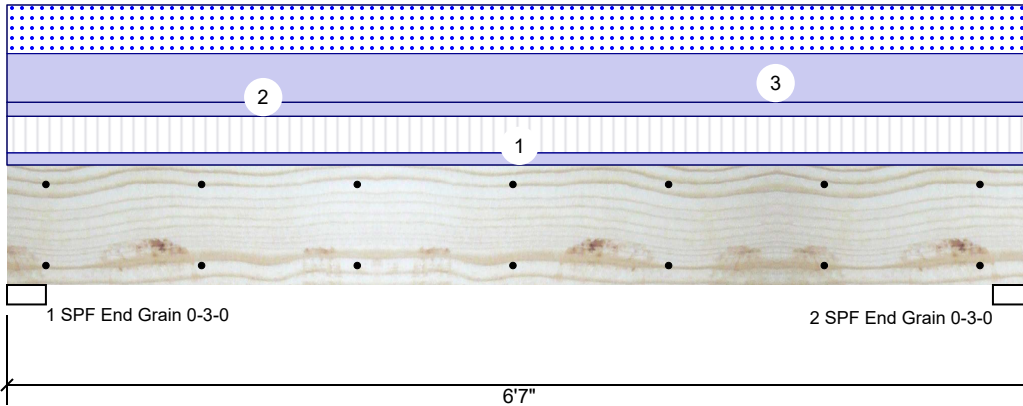 3
2
1
1 SPF End Grain 0-3-0
2 SPF End Grain 0-3-0
6'7"